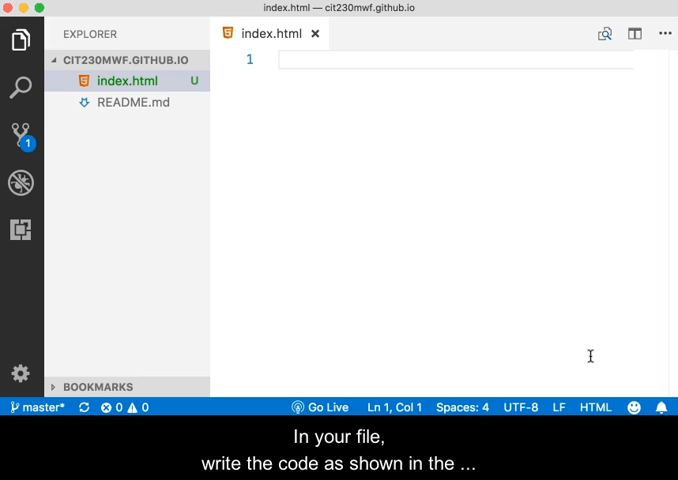 index.html — cit230mwf.github.io
EXPLORER
index.html
CIT230MWF.GITHUB.IO
1
index.html U
README.md
1
BOOKMARKS
master* 0 0 Go Live Ln 1, Col 1 Spaces: 4 UTF-8 LF HTML
In your file,
write the code as shown in the ...